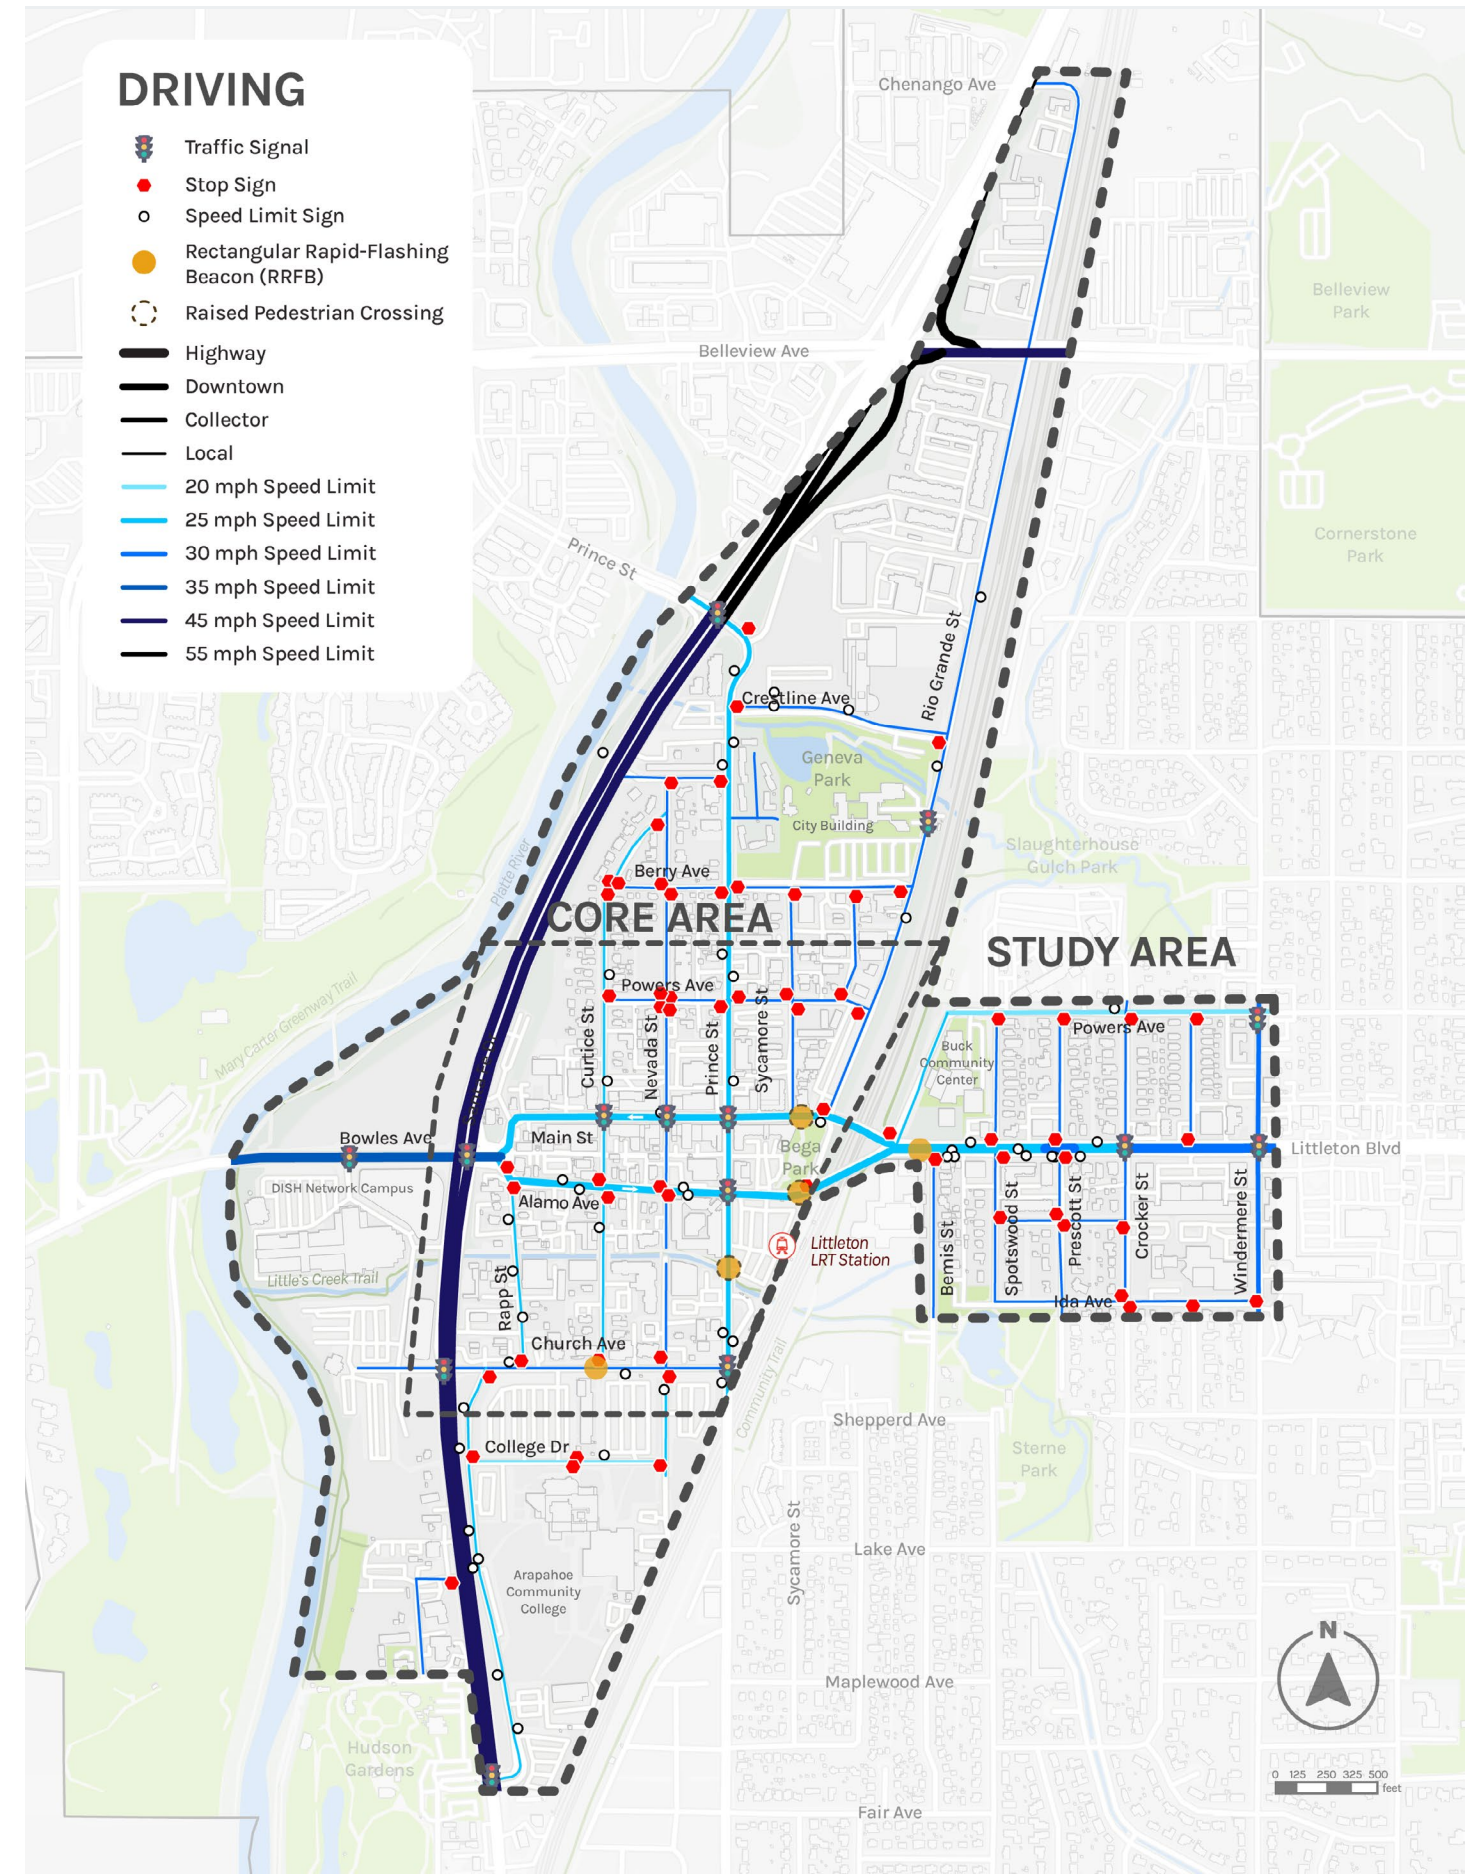 DRIVING
Traffic Signal
Stop Sign
Speed Limit Sign
Rectangular Rapid-Flashing
Beacon (RRFB)
Raised Pedestrian Crossing
Highway
Downtown
Collector
Local
20 mph Speed Limit
25 mph Speed Limit
30 mph Speed Limit
35 mph Speed Limit
45 mph Speed Limit
55 mph Speed Limit
Chenango Ave
Belleview
Park
Belleview Ave
Cornerstone
Park
Prince St
Rio Grande St
Crestline Ave
Geneva
Park
City Building
Slaughterhouse
Gulch Park
Platte River
Berry Ave
CORE AREA
STUDY AREA
Mary Carter Greenway Trail
Powers Ave
Curtice St
Nevada St
Prince St
Sycamore St
Powers Ave
Buck
Community
Center
Bowles Ave
Main St
Bega
Park
Littleton Blvd
DISH Network Campus
Alamo Ave
Littleton
LRT Station
Bemis St
Spotswood St
Prescott St
Crocker St
Windermere St
Little's Creek Trail
Rapp St
Ida Ave
Church Ave
Community Trail
Shepperd Ave
College Dr
Sterne
Park
Sycamore St
Lake Ave
Arapahoe
Community
College
N
Maplewood Ave
Hudson
Gardens
0 125 250 325 500
feet
Fair Ave